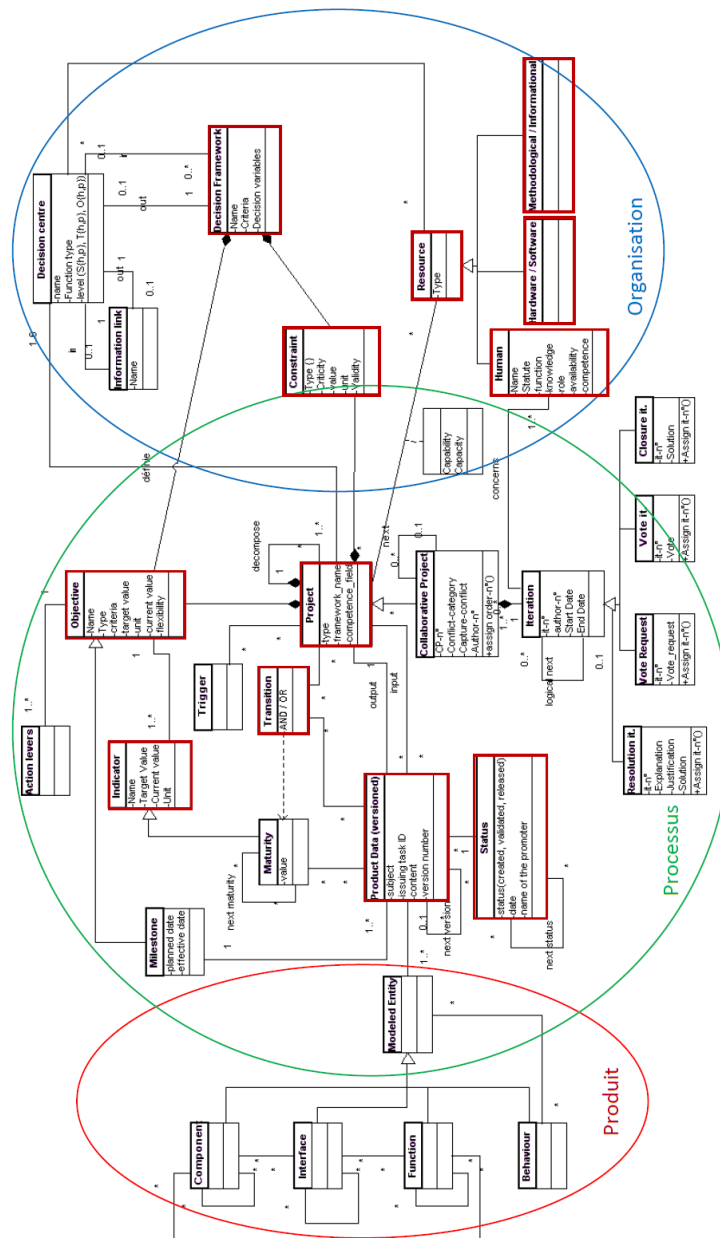 Produit
Processus
Organisation
Component
Interface
Function
Behaviour
Modeled Entity
Milestone
-planned date
-effective date
Maturity
-value
next maturity
Product Data (versioned)
-subject
-issuing task ID
-content
-version number
next version
Status
-status(created, validated, released)
-date
-name of the promoter
next status
Action levers
Indicator
-Name
-Target Value
-Current value
-Unit
Trigger
Transition
AND / OR
output
input
Objective
-Name
-Type
-criteria
-target value
-unit
-current value
-flexibility
Project
-type
-framework_name
-competence_field
decompose
définie
Collaborative Project
-CP-n°
-Conflict-category
-Capture-conflict
-Author-n°
+assign order-n°()
next
Iteration
-it-n°
-author-n°
-Start Date
-End Date
logical next
concerns
Resolution it.
-it-n°
-Explanation
-Justification
-Solution
+Assign it-n°()
Vote Request
-it-n°
-Vote_request
+Assign it-n°()
Vote it.
-it-n°
-Vote
+Assign it-n°()
Closure it.
-it-n°
-Solution
+Assign it-n°()
Capability
Capacity
Decision centre
-name
-Function type
-level (S(h,p), T(h,p), O(h,p))
Information link
-Name
in
out
in
out
Decision Framework
-Name
-Criteria
-Decision variables
Constraint
-Type {}
-Criticity
-value
-unit
-Validity
Resource
-Type
Human
-Name
-Statute
-function
-knowledge
-role
-availability
-competence
Hardware / Software
Methodological / Informational